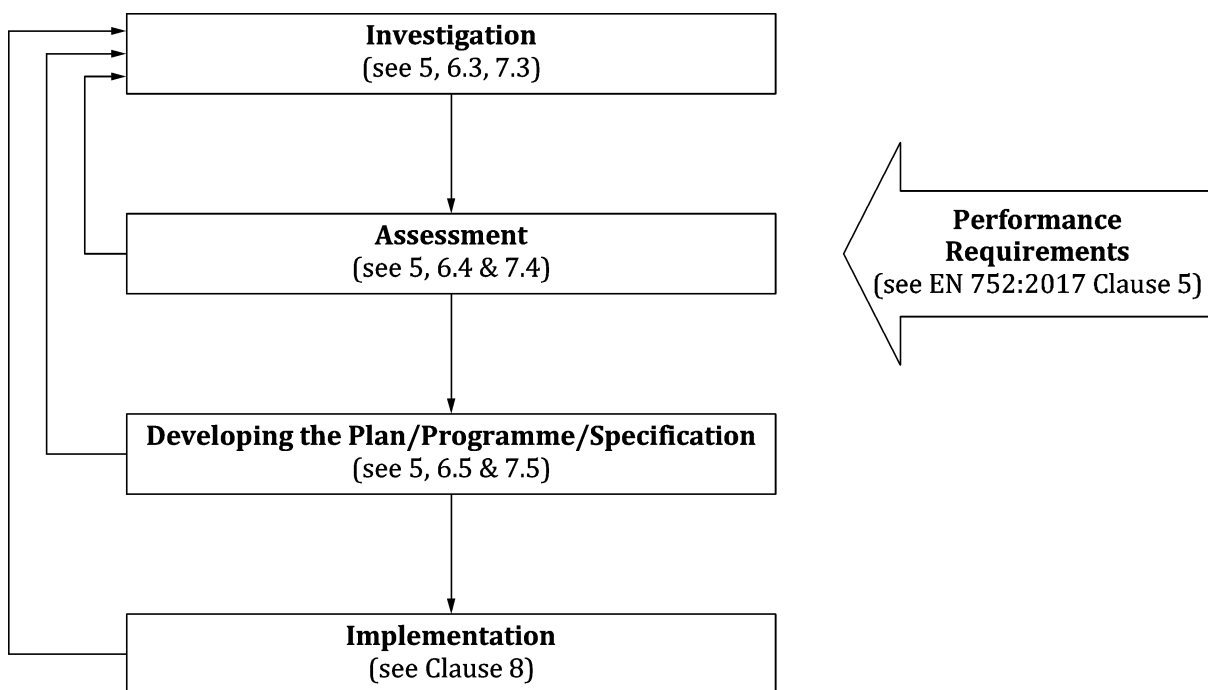 Investigation
(see 5, 6.3, 7.3)
Assessment
(see 5, 6.4 & 7.4)
Performance
Requirements
(see EN 752:2017 Clause 5)
Developing the Plan/Programme/Specification
(see 5, 6.5 & 7.5)
Implementation
(see Clause 8)